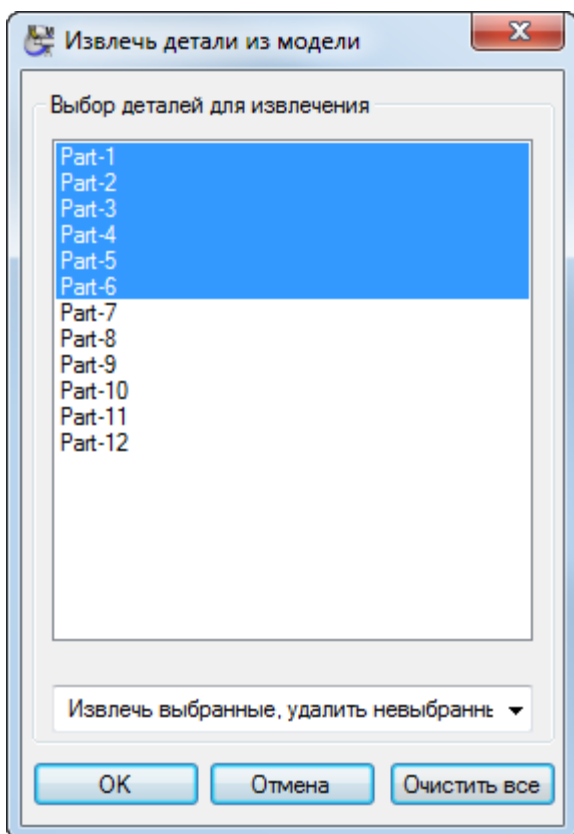 Извлечь детали из модели
Выбор деталей для извлечения
Part-1
Part-2
Part-3
Part-4
Part-5
Part-6
Part-7
Part-8
Part-9
Part-10
Part-11
Part-12
Извлечь выбранные, удалить
OK
Отмена
Очистить все